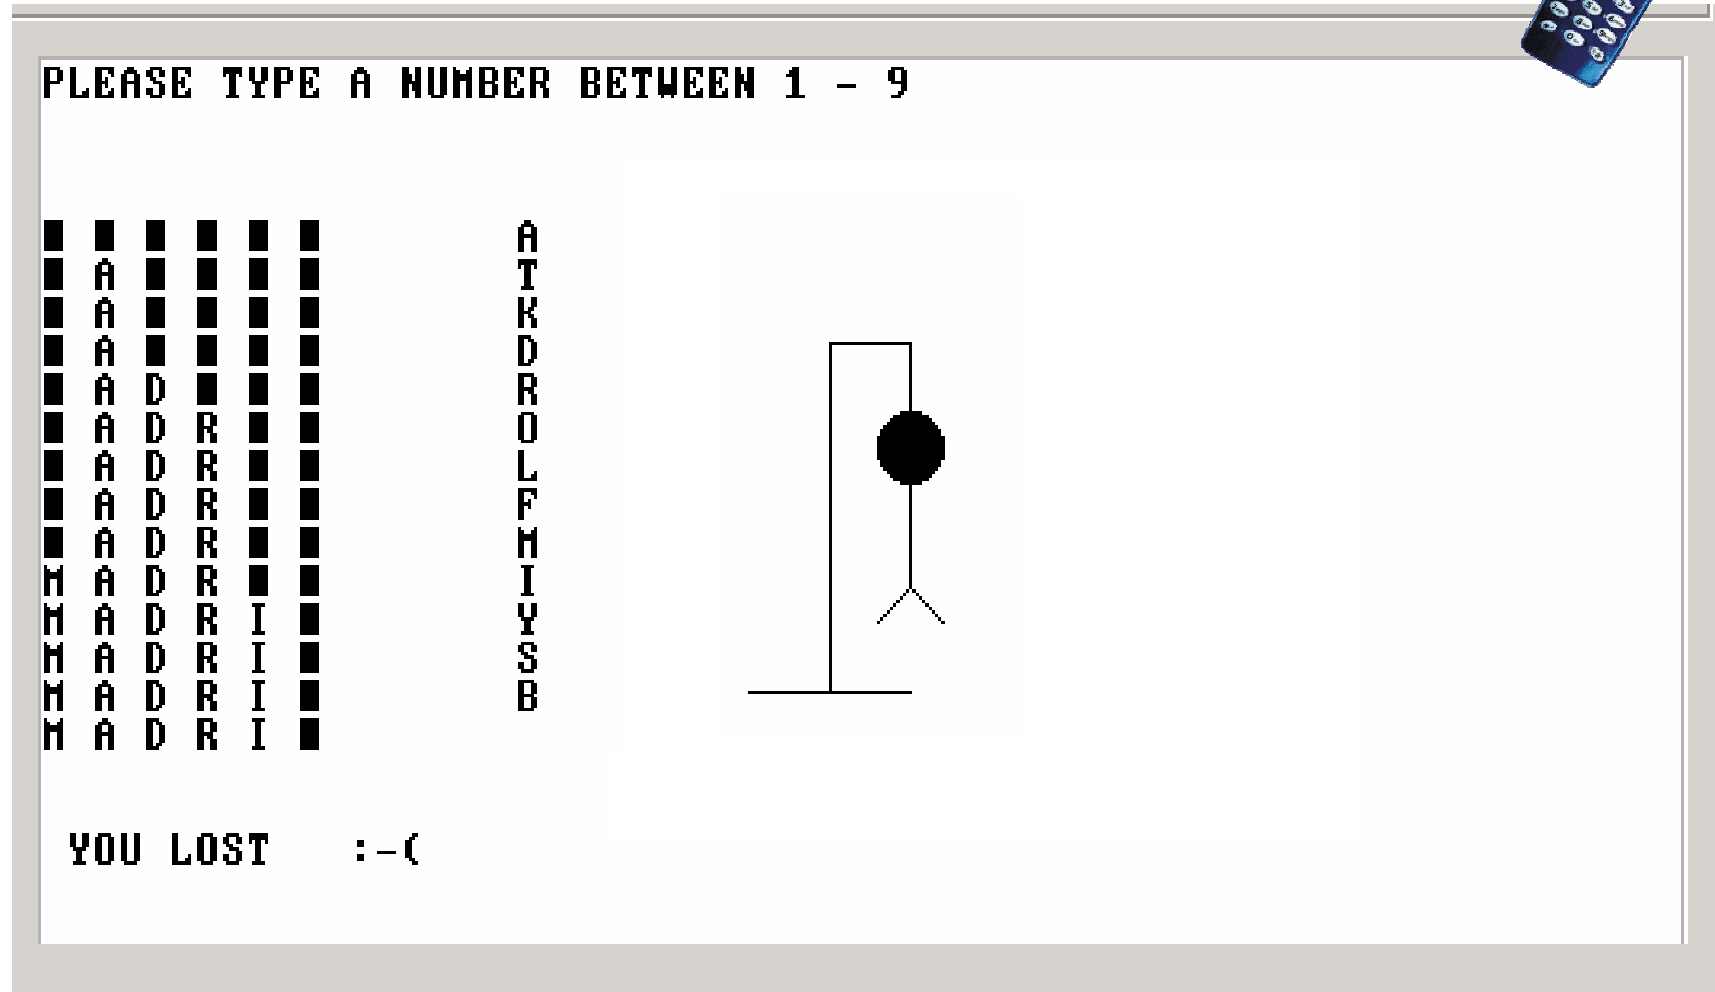 PLEASE TYPE A NUMBER BETWEEN 1 - 9
■ ■ ■ ■ ■ ■ A
■ A ■ ■ ■ ■ T
■ A ■ ■ ■ ■ K
■ A ■ ■ ■ ■ D
■ A D ■ ■ ■ R
■ A D R ■ ■ O
■ A D R ■ ■ L
■ A D R ■ ■ F
■ A D R ■ ■ M
M A D R ■ ■ I
M A D R I ■ Y
M A D R I ■ S
M A D R I ■ B
M A D R I ■
YOU LOST :-(